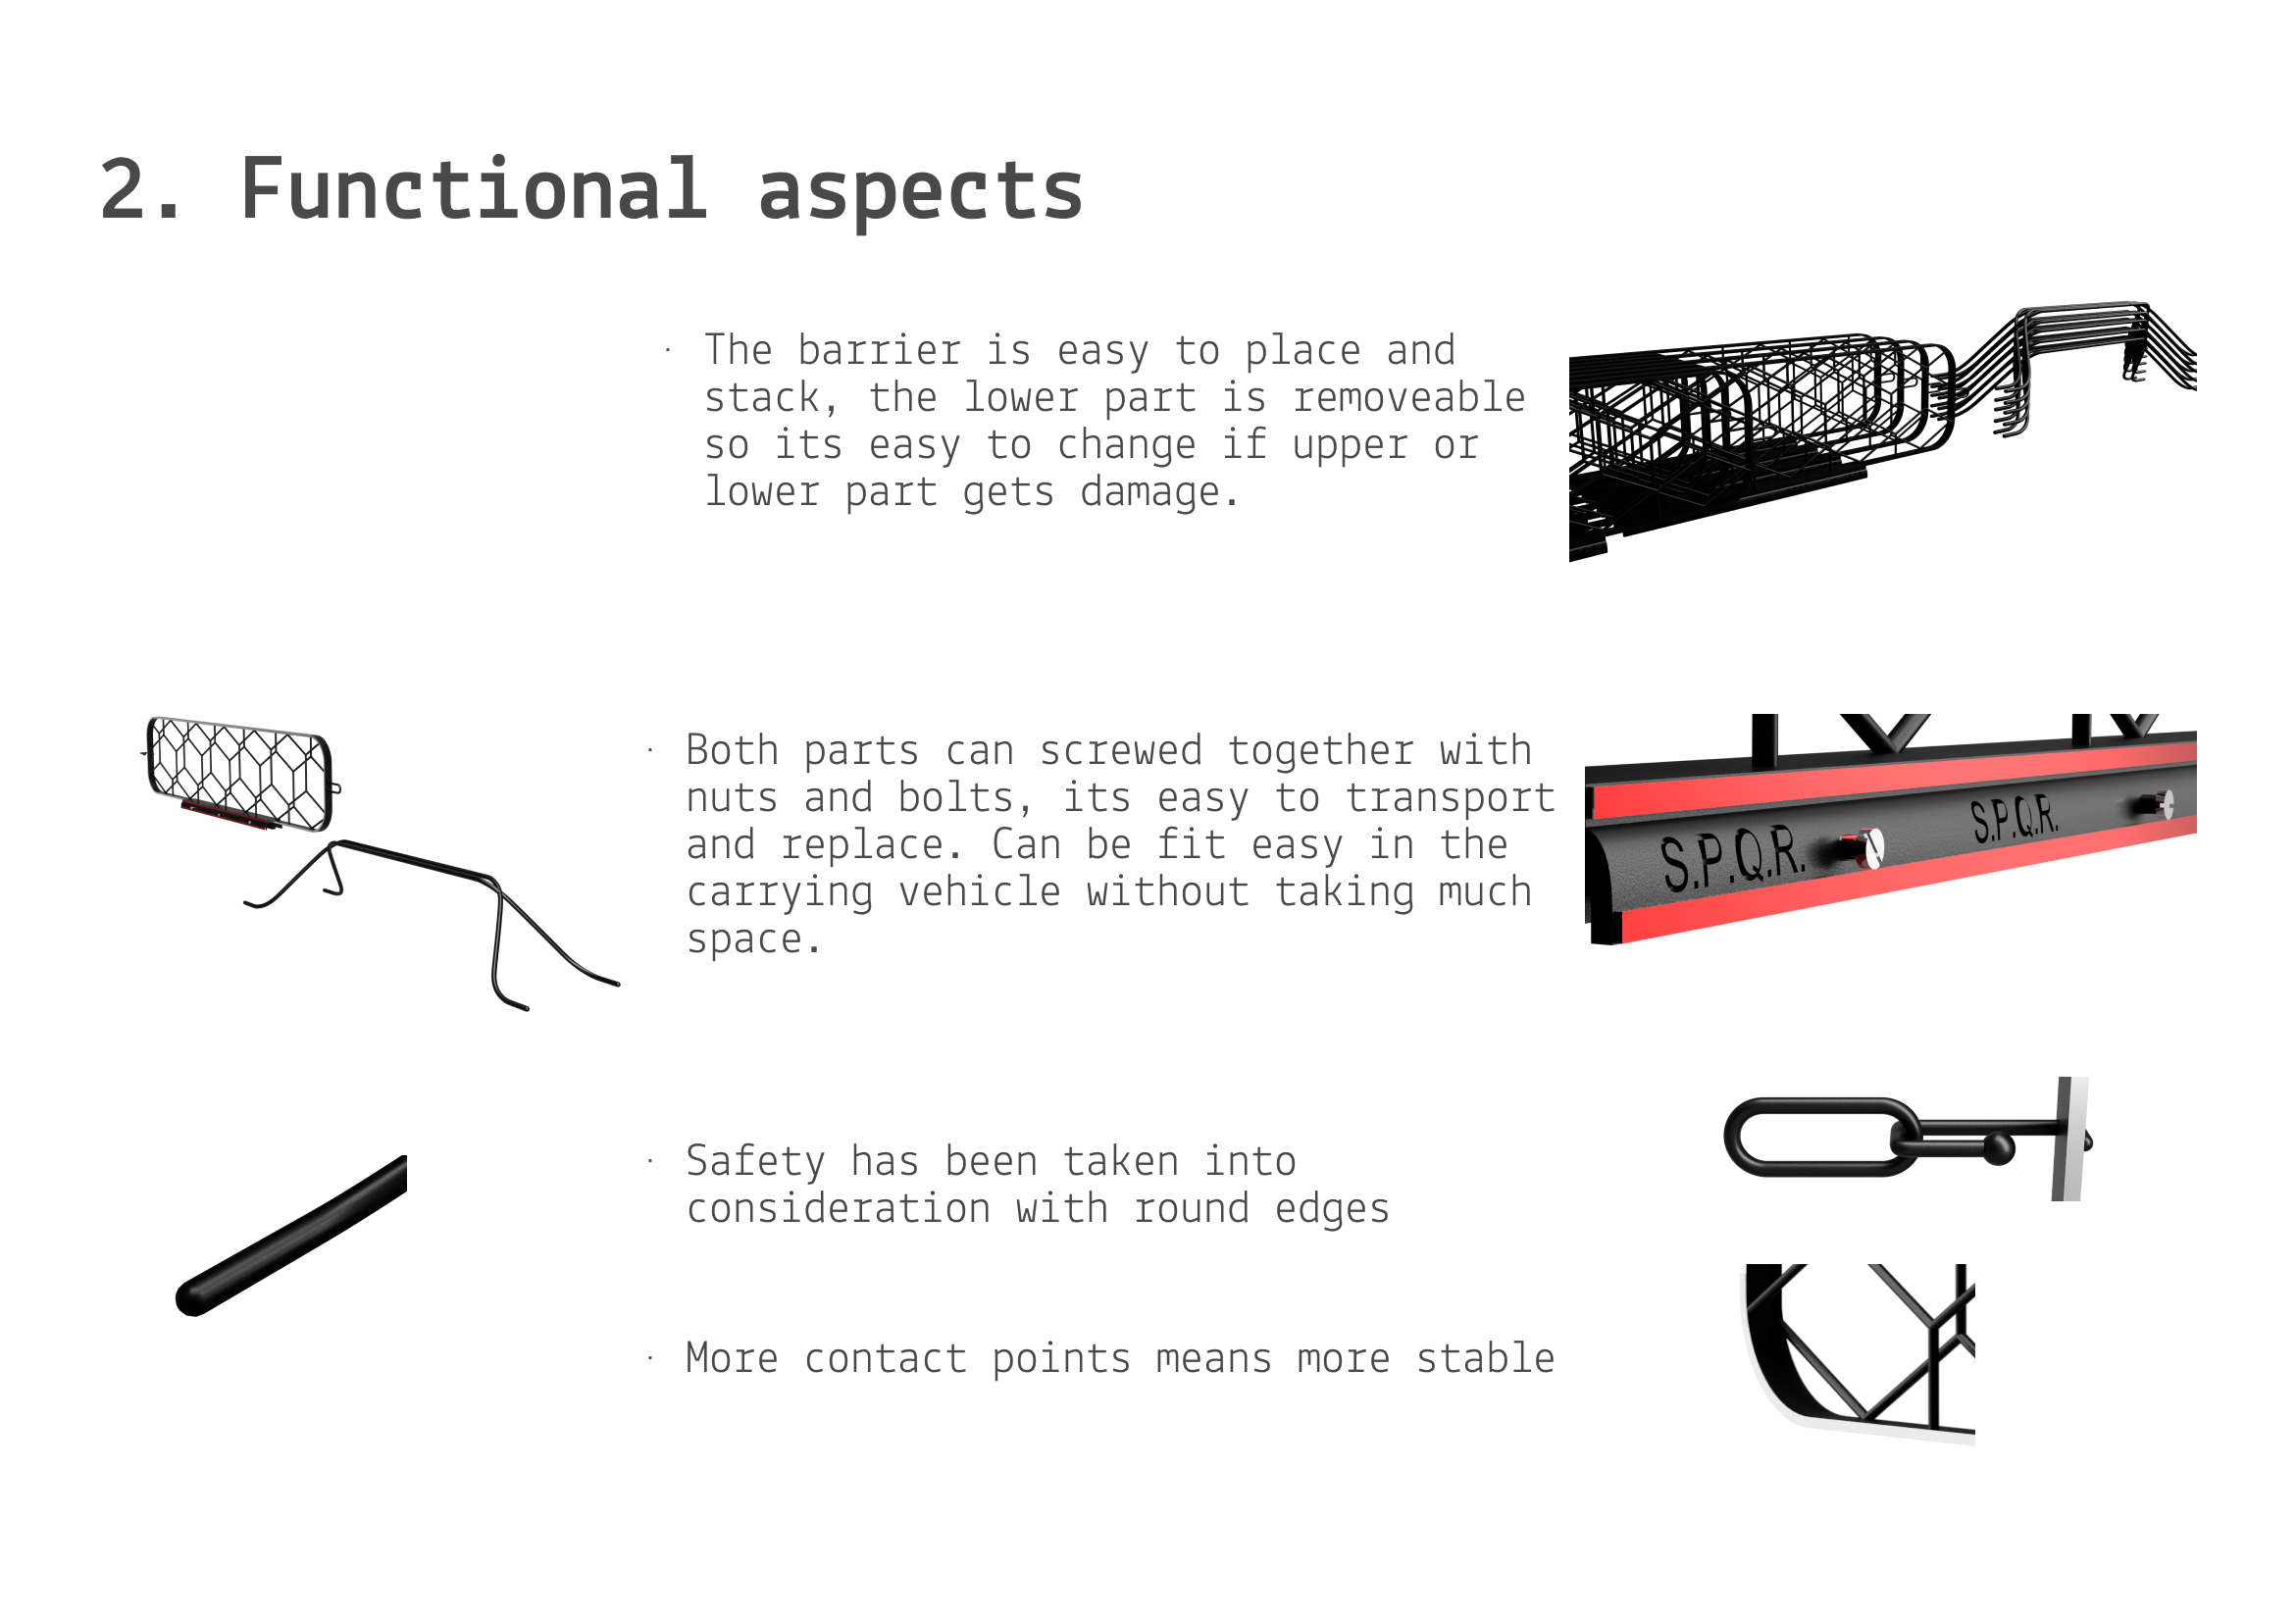 2. Functional aspects
· The barrier is easy to place and
stack, the lower part is removeable
so its easy to change if upper or
lower part gets damage.
· Both parts can screwed together with
nuts and bolts, its easy to transport
and replace. Can be fit easy in the
carrying vehicle without taking much
space.
S.P.Q.R. S.P.Q.R.
· Safety has been taken into
consideration with round edges
· More contact points means more stable